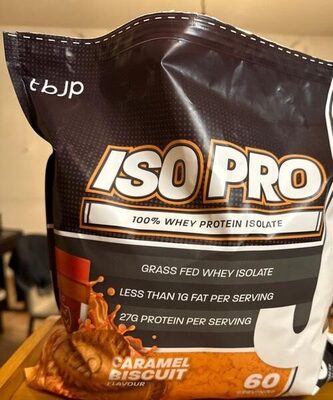 tbjp
ISO PRO
100% WHEY PROTEIN ISOLATE
GRASS FED WHEY ISOLATE
LESS THAN 1G FAT PER SERVING
27G PROTEIN PER SERVING
CARAMEL
BISCUIT
FLAVOUR
60
SERVINGS